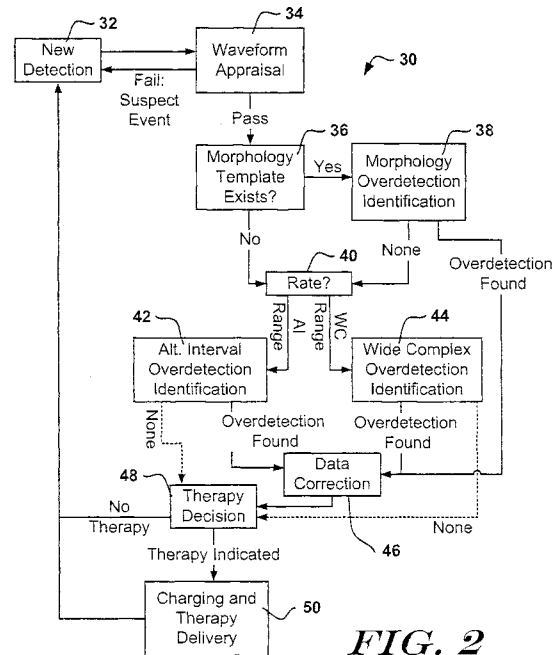 32
New
Detection
34
Waveform
Appraisal
30
Fail:
Suspect
Event
Pass
36
Morphology
Template
Exists?
Yes
38
Morphology
Overdetection
Identification
No
40
Rate?
None
Overdetection
Found
42
AI
Range
WC
Range
44
Alt. Interval
Overdetection
Identification
Wide Complex
Overdetection
Identification
None
Overdetection
Found
Overdetection
Found
Data
Correction
46
48
Therapy
Decision
No
Therapy
None
Therapy Indicated
Charging and
Therapy
Delivery
50
FIG. 2